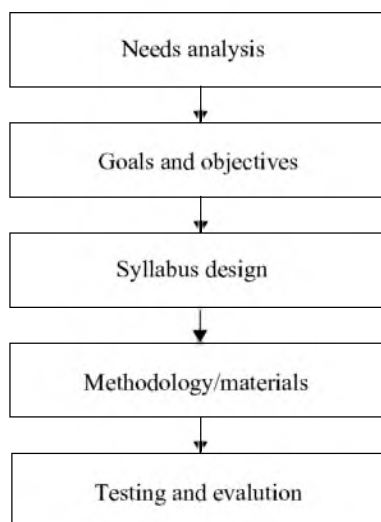 Needs analysis
Goals and objectives
Syllabus design
Methodology/materials
Testing and evalution